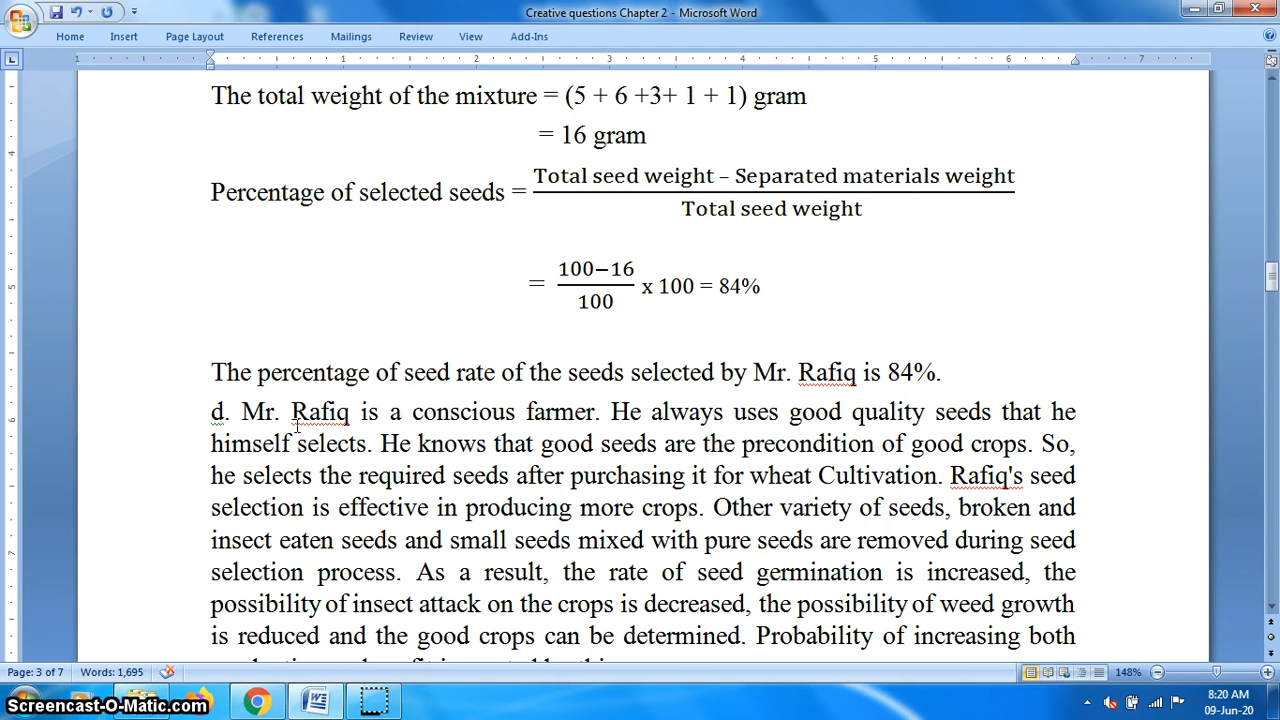 Creative questions Chapter 2 - Microsoft Word
Home Insert Page Layout References Mailings Review View Add-Ins
1 1 2 3 4 5 6 7
The total weight of the mixture = (5 + 6 +3+ 1 + 1) gram
= 16 gram
Percentage of selected seeds = Total seed weight – Separated materials weight
Total seed weight
= 100−16
100 x 100 = 84%
The percentage of seed rate of the seeds selected by Mr. Rafiq is 84%.
d. Mr. Rafiq is a conscious farmer. He always uses good quality seeds that he
himself selects. He knows that good seeds are the precondition of good crops. So,
he selects the required seeds after purchasing it for wheat Cultivation. Rafiq's seed
selection is effective in producing more crops. Other variety of seeds, broken and
insect eaten seeds and small seeds mixed with pure seeds are removed during seed
selection process. As a result, the rate of seed germination is increased, the
possibility of insect attack on the crops is decreased, the possibility of weed growth
is reduced and the good crops can be determined. Probability of increasing both
Page: 3 of 7 Words: 1,695 148%
Screencast-O-Matic.com
8:20 AM
09-Jun-20